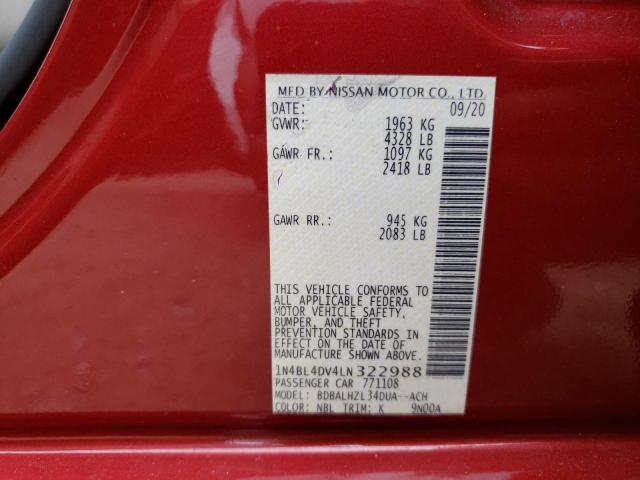 MFD BY NISSAN MOTOR CO., LTD.
DATE: 09/20
GVWR: 1963 KG
4328 LB
GAWR FR.: 1097 KG
2418 LB
GAWR RR.: 945 KG
2083 LB
THIS VEHICLE CONFORMS TO
ALL APPLICABLE FEDERAL
MOTOR VEHICLE SAFETY,
BUMPER, AND THEFT
PREVENTION STANDARDS IN
EFFECT ON THE DATE OF
MANUFACTURE SHOWN ABOVE.
1N4BL4DV4LN322988
PASSENGER CAR 771108
MODEL: BDBALHZL34DUA--ACH
COLOR: NBL TRIM: K 9N00A